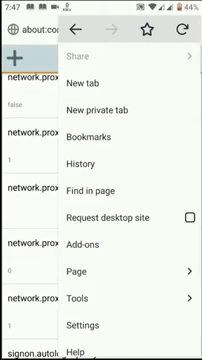 7:47
44%
about:con
Share
New tab
network.prox
New private tab
false
Bookmarks
network.prox
History
1
Find in page
network.prox
Request desktop site
Add-ons
network.prox
0
Page
network.prox
Tools
1
Settings
signon.autolo
Help